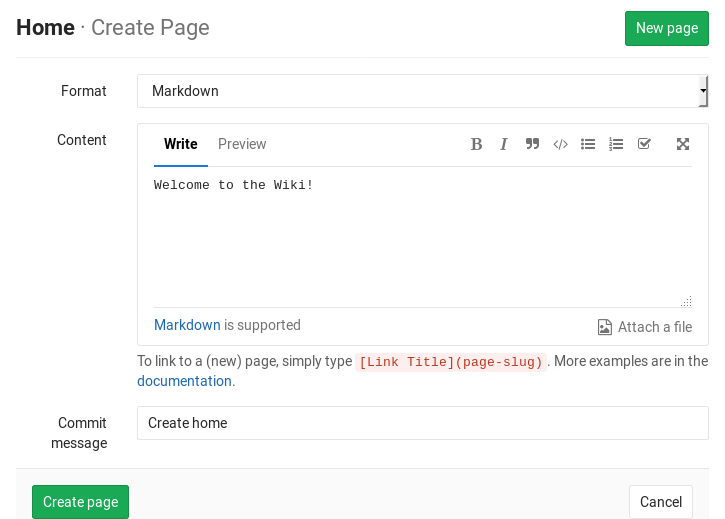 Home · Create Page
New page
Format
Markdown
Content
Write Preview
Welcome to the Wiki!
Markdown is supported
Attach a file
To link to a (new) page, simply type [Link Title](page-slug). More examples are in the
documentation.
Commit
message
Create home
Create page
Cancel